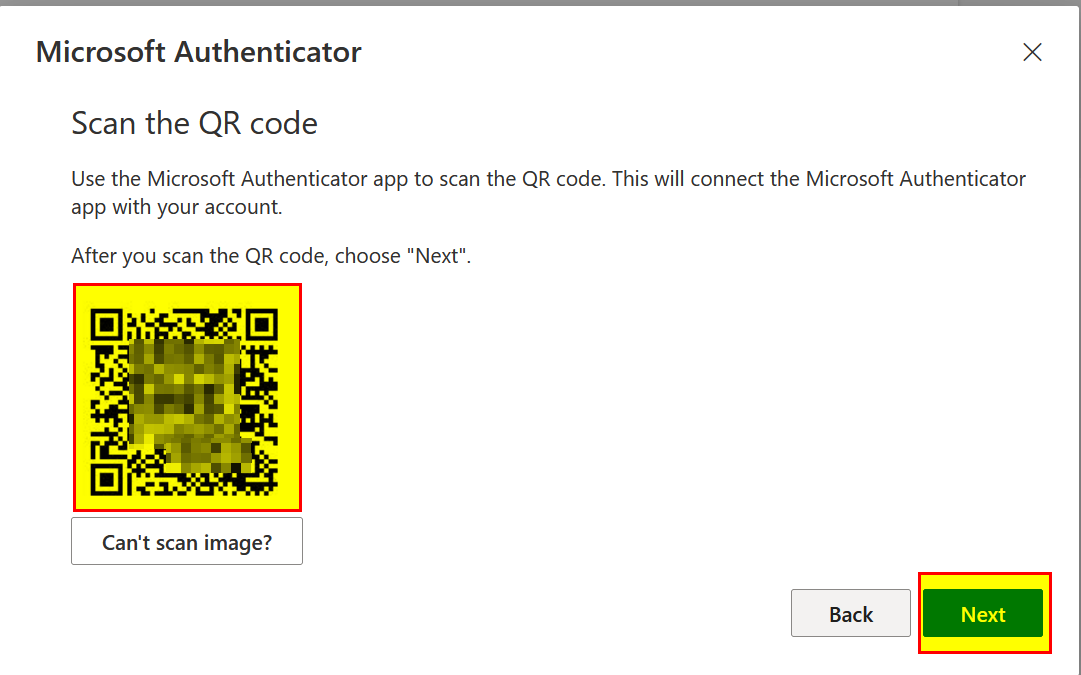 Microsoft Authenticator
Scan the QR code
Use the Microsoft Authenticator app to scan the QR code. This will connect the Microsoft Authenticator
app with your account.
After you scan the QR code, choose "Next".
Can't scan image?
Back
Next